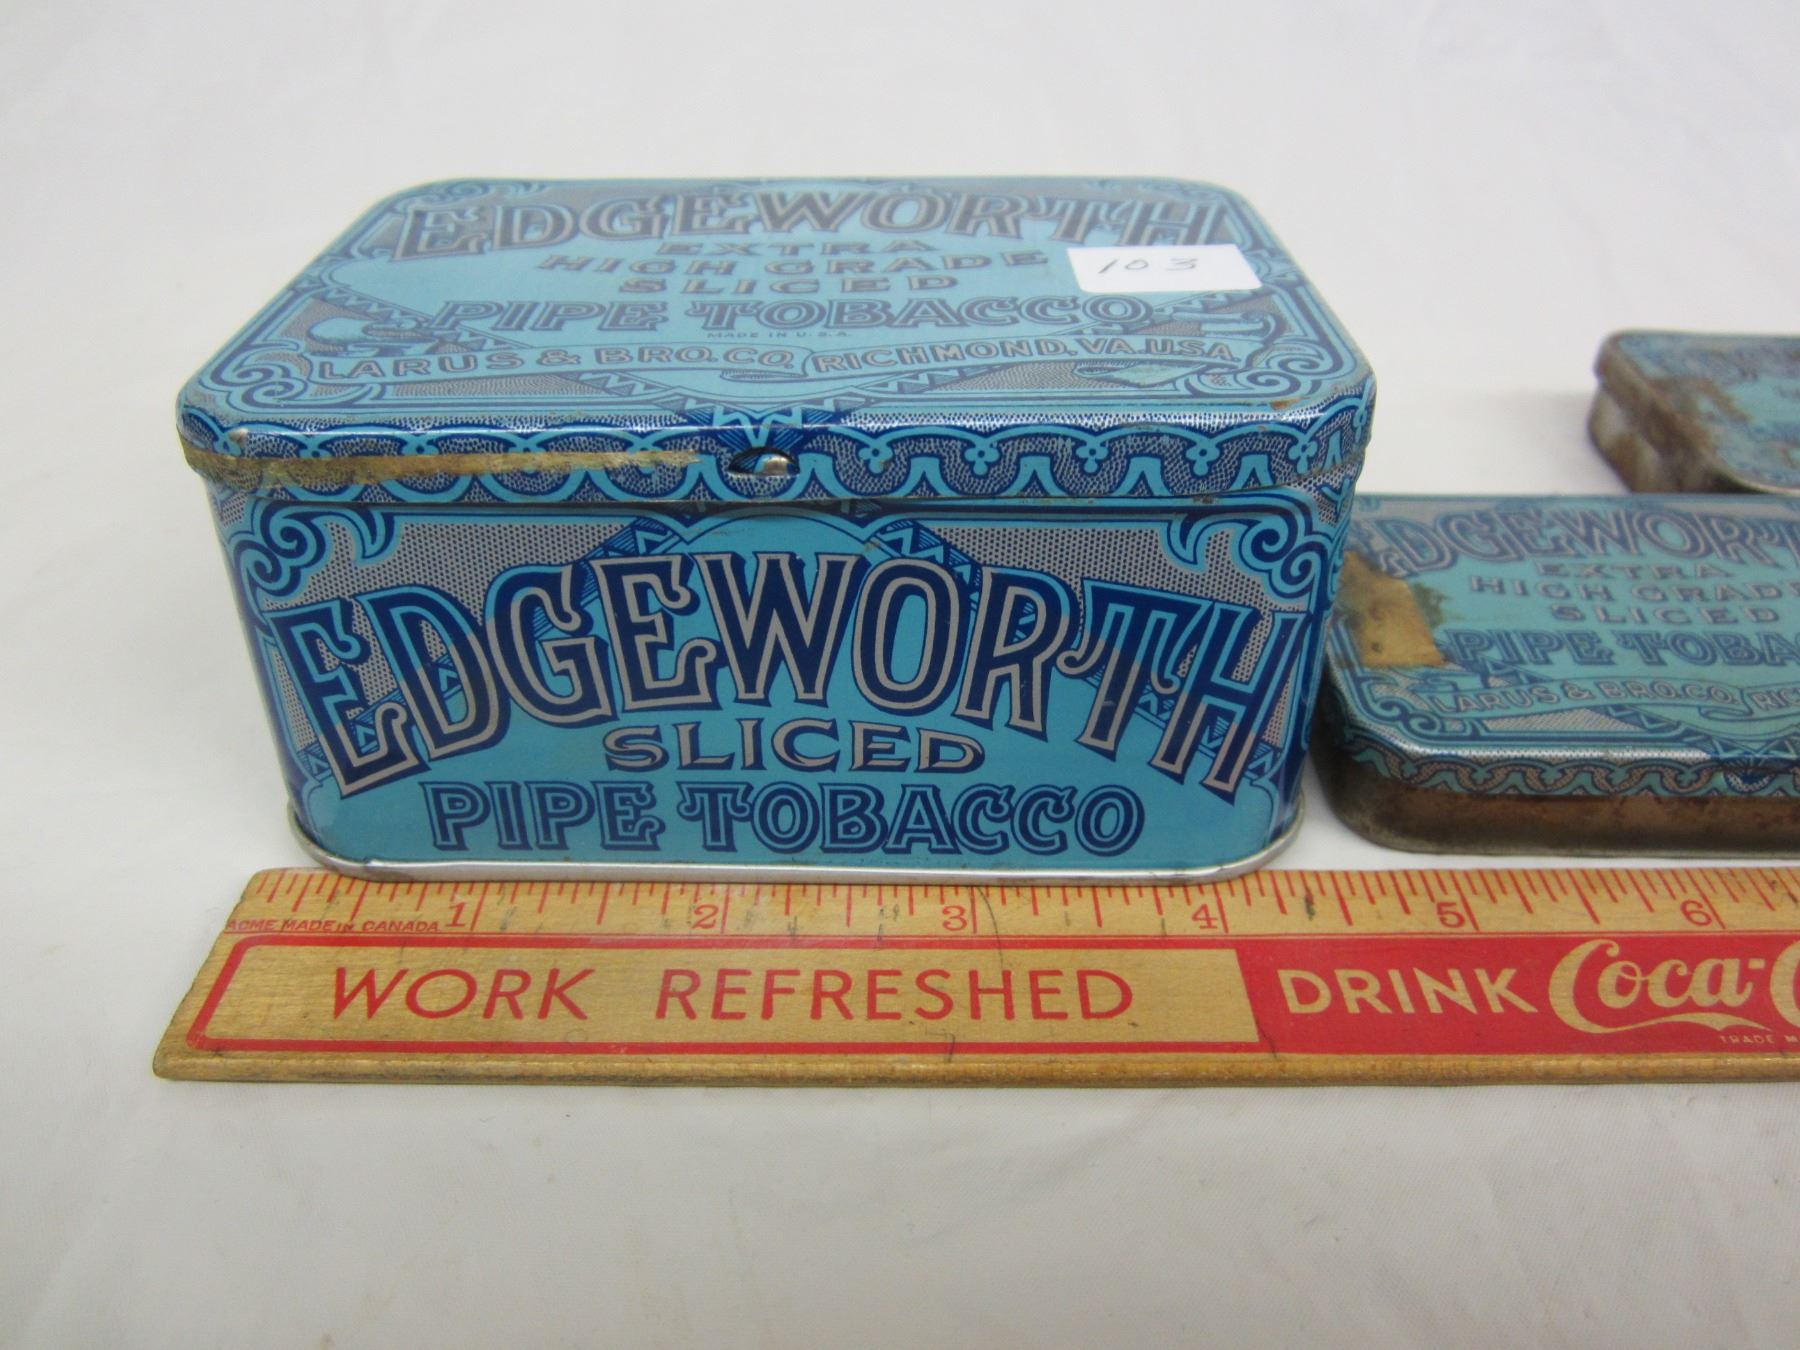 EDGEWORTH
EXTRA
HIGH GRADE
SLICED
PIPE TOBACCO
MADE IN U.S.A.
LARUS & BRO. CO. RICHMOND, VA. U.S.A.
103
EDGEWORTH
SLICED
PIPE TOBACCO
EDGEWORT
EXTRA
HIGH GRADE
SLICED
PIPE TOBA
LARUS & BRO. CO.
1 2 3 4 5 6
ACME MADE IN CANADA
WORK REFRESHED
DRINK Coca-C
TRADE M